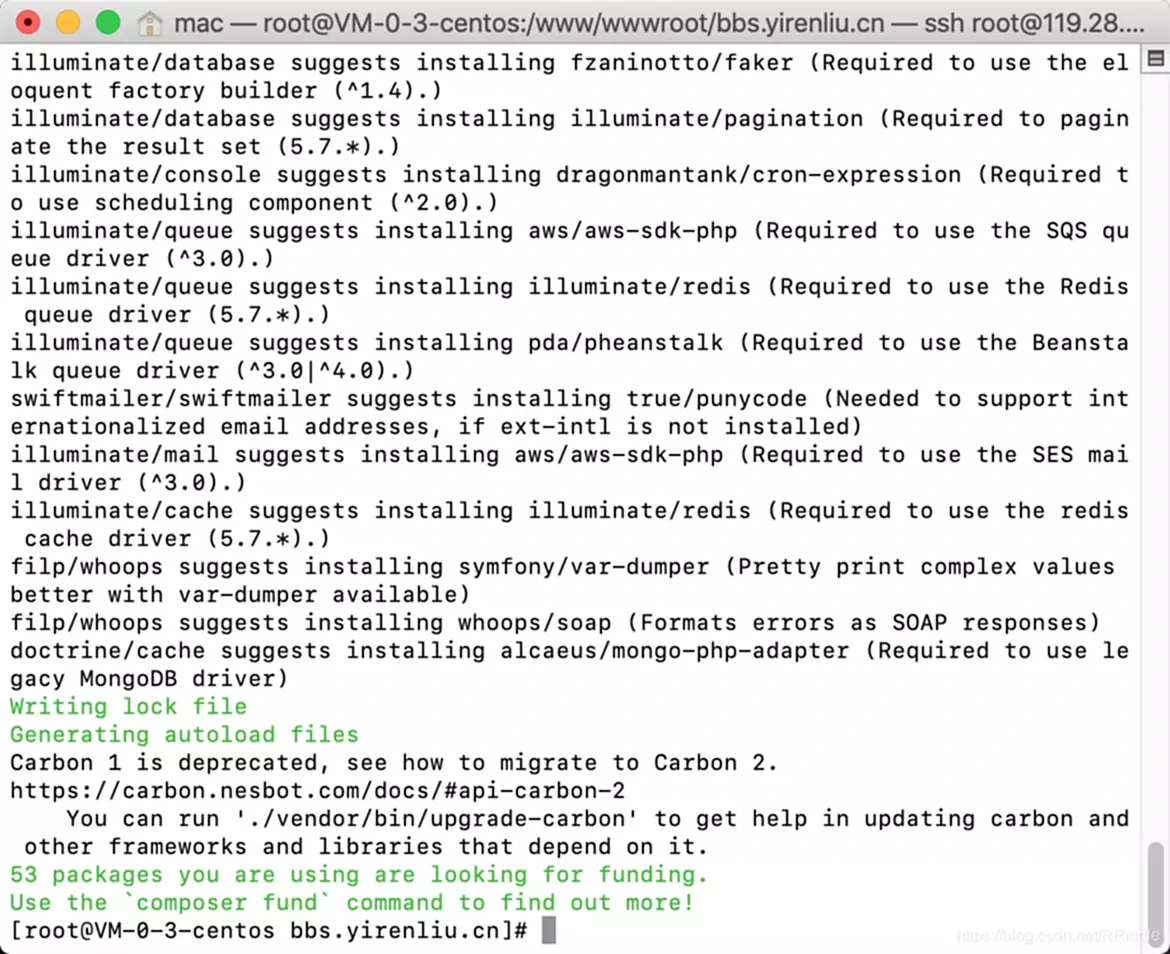 mac — root@VM-0-3-centos:/www/wwwroot/bbs.yirenliu.cn — ssh root@119.28....
illuminate/database suggests installing fzaninotto/faker (Required to use the el
oquent factory builder (^1.4).)
illuminate/database suggests installing illuminate/pagination (Required to pagin
ate the result set (5.7.*).)
illuminate/console suggests installing dragonmantank/cron-expression (Required t
o use scheduling component (^2.0).)
illuminate/queue suggests installing aws/aws-sdk-php (Required to use the SQS qu
eue driver (^3.0).)
illuminate/queue suggests installing illuminate/redis (Required to use the Redis
 queue driver (5.7.*).)
illuminate/queue suggests installing pda/pheanstalk (Required to use the Beansta
lk queue driver (^3.0|^4.0).)
swiftmailer/swiftmailer suggests installing true/punycode (Needed to support int
ernationalized email addresses, if ext-intl is not installed)
illuminate/mail suggests installing aws/aws-sdk-php (Required to use the SES mai
l driver (^3.0).)
illuminate/cache suggests installing illuminate/redis (Required to use the redis
 cache driver (5.7.*).)
filp/whoops suggests installing symfony/var-dumper (Pretty print complex values
better with var-dumper available)
filp/whoops suggests installing whoops/soap (Formats errors as SOAP responses)
doctrine/cache suggests installing alcaeus/mongo-php-adapter (Required to use le
gacy MongoDB driver)
Writing lock file
Generating autoload files
Carbon 1 is deprecated, see how to migrate to Carbon 2.
https://carbon.nesbot.com/docs/#api-carbon-2
    You can run './vendor/bin/upgrade-carbon' to get help in updating carbon and
 other frameworks and libraries that depend on it.
53 packages you are using are looking for funding.
Use the `composer fund` command to find out more!
[root@VM-0-3-centos bbs.yirenliu.cn]#